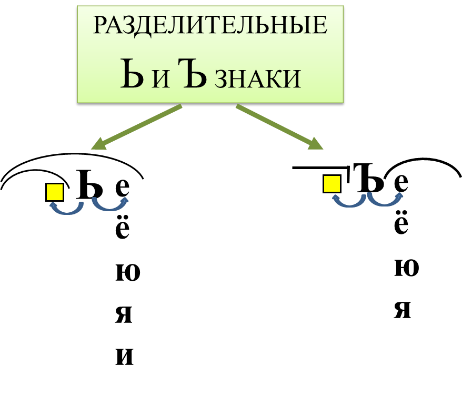 РАЗДЕЛИТЕЛЬНЫЕ
Ь И Ъ ЗНАКИ
Ь е
ё
ю
я
и
Ъ е
ё
ю
я